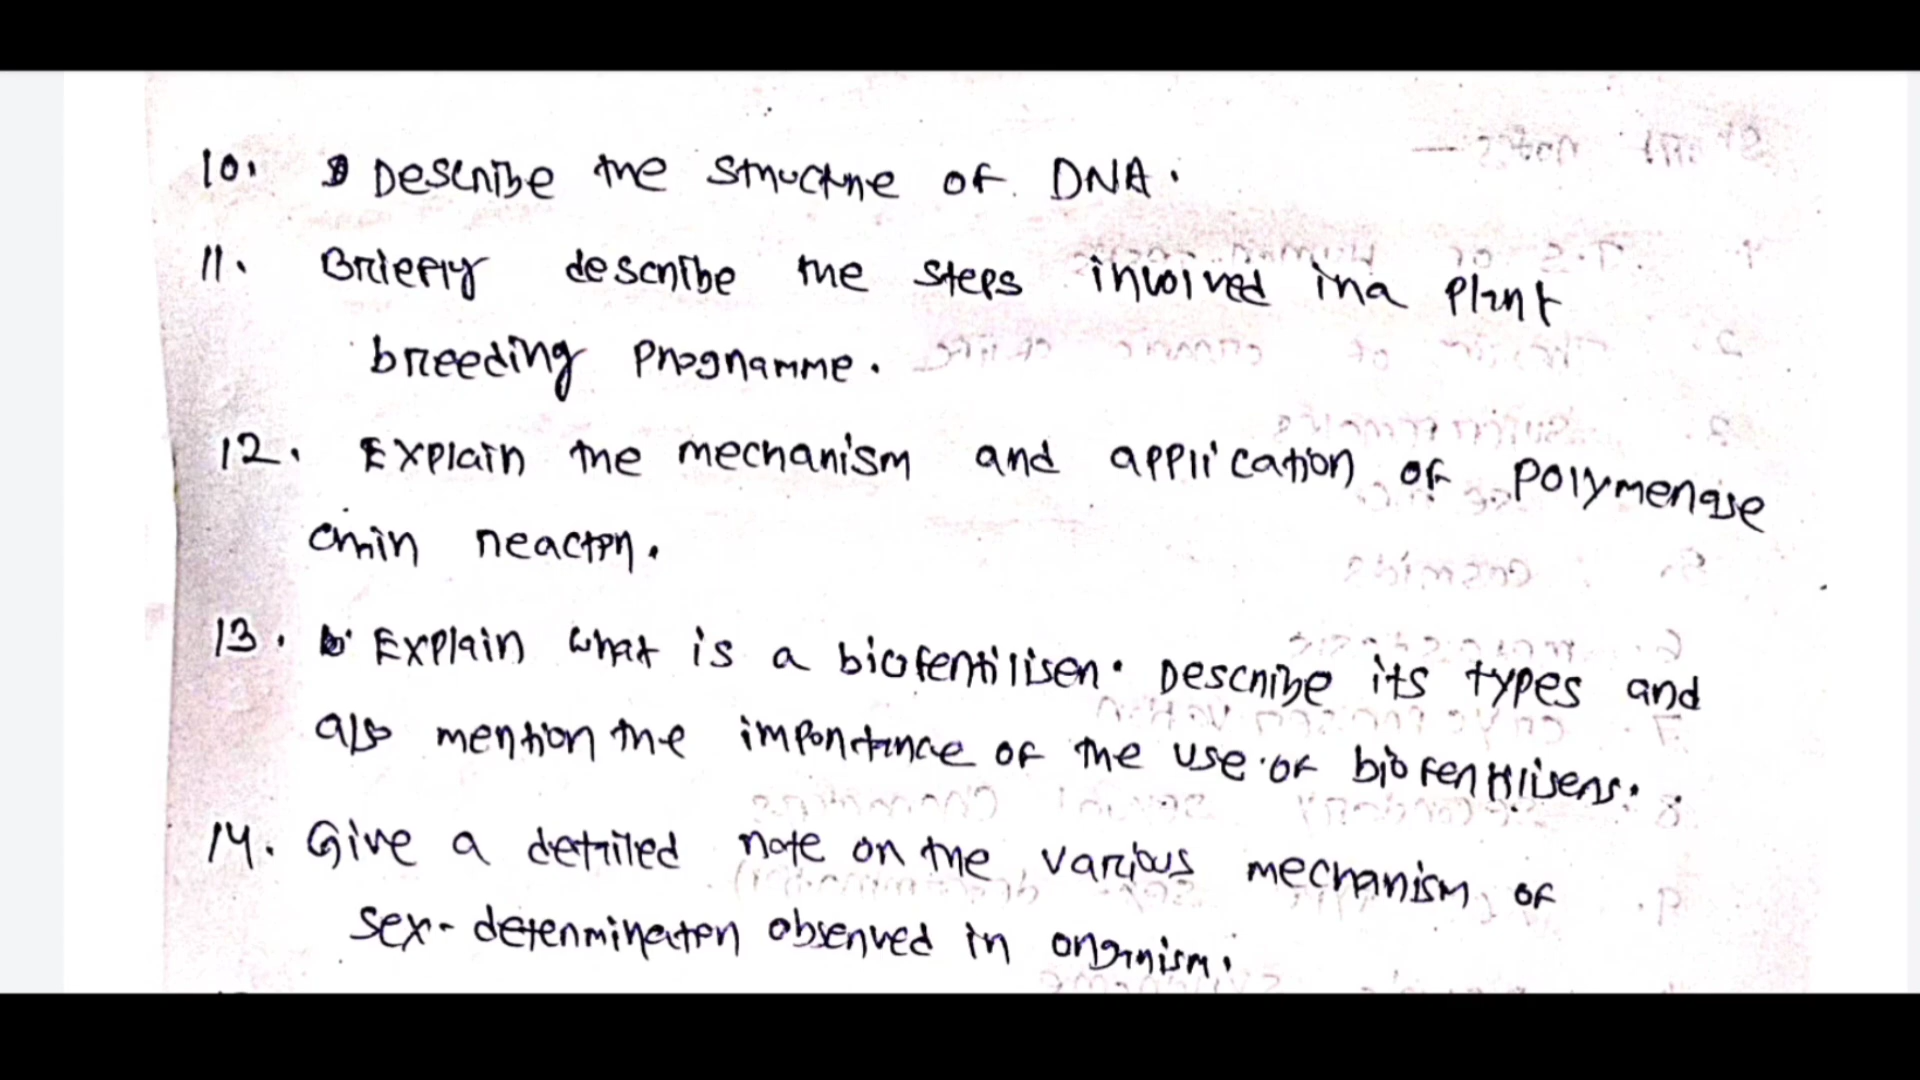 10. Describe the structure of DNA.
11. Briefly describe the steps involved in a plant
breeding programme.
12. Explain the mechanism and application of polymerase
chain reaction.
13. Explain what is a biofertiliser. Describe its types and
also mention the importance of the use of biofertilisers.
14. Give a detailed note on the various mechanism of
sex-determination observed in organism.